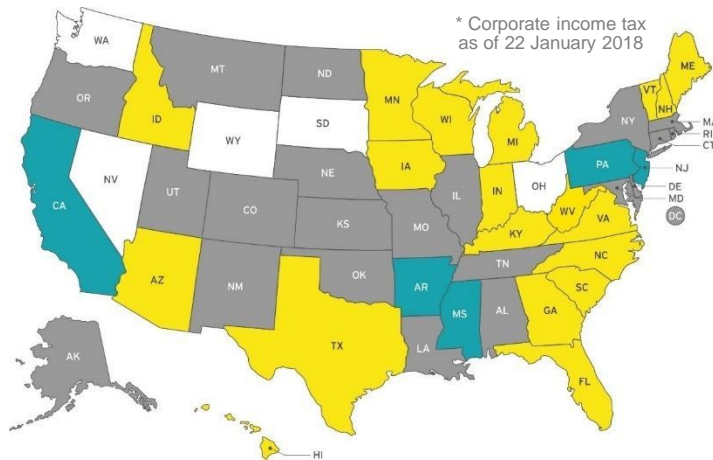 * Corporate income tax
as of 22 January 2018
WA
MT
ND
MN
ME
VT
NH
OR
ID
SD
WI
MI
NY
MA
RI
CT
WY
IA
PA
NJ
NV
NE
IL
IN
OH
DE
MD
DC
CA
UT
CO
KS
MO
KY
WV
VA
AZ
NM
OK
AR
TN
NC
SC
TX
LA
MS
AL
GA
AK
FL
HI